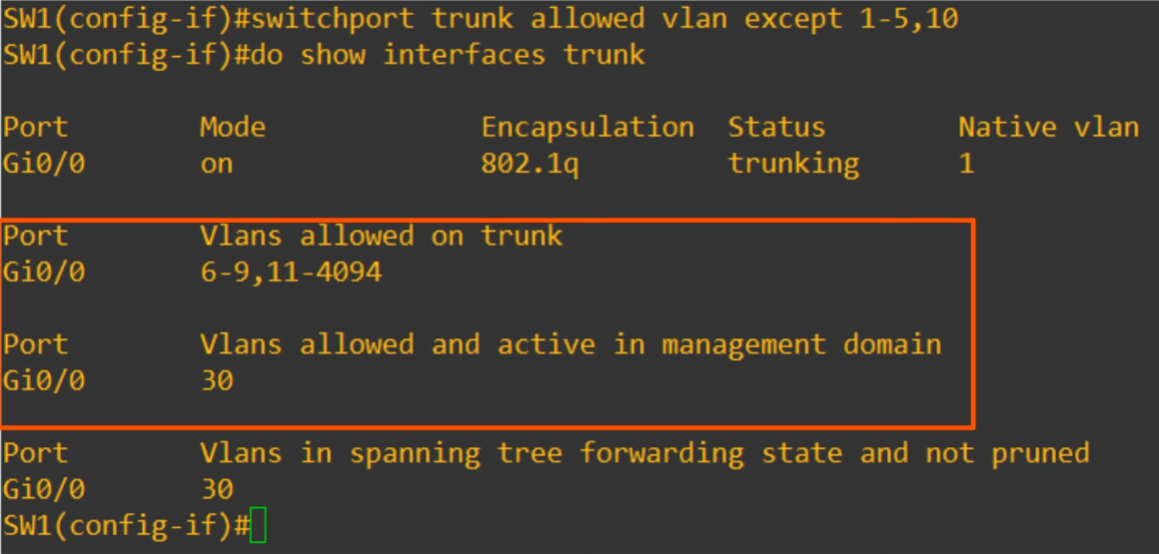 SW1(config-if)#switchport trunk allowed vlan except 1-5,10
SW1(config-if)#do show interfaces trunk
Port Mode Encapsulation Status Native vlan
Gi0/0 on 802.1q trunking 1
Port Vlans allowed on trunk
Gi0/0 6-9,11-4094
Port Vlans allowed and active in management domain
Gi0/0 30
Port Vlans in spanning tree forwarding state and not pruned
Gi0/0 30
SW1(config-if)#